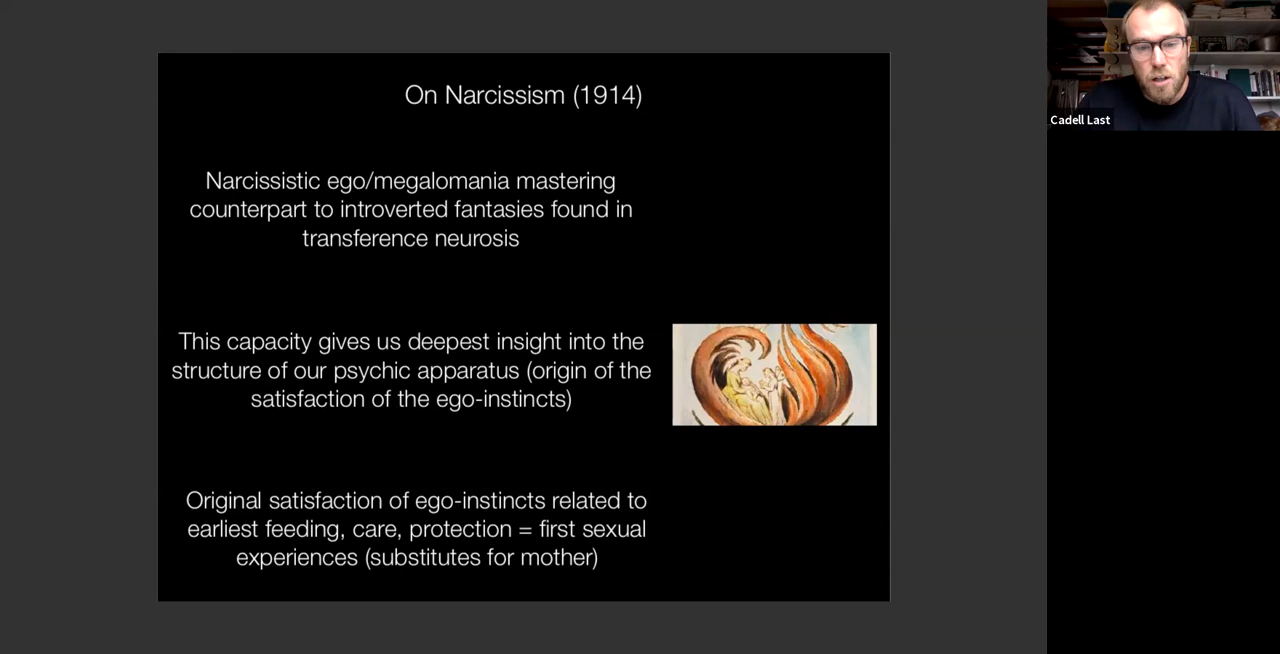 On Narcissism (1914)
Narcissistic ego/megalomania mastering
counterpart to introverted fantasies found in
transference neurosis
This capacity gives us deepest insight into the
structure of our psychic apparatus (origin of the
satisfaction of the ego-instincts)
Original satisfaction of ego-instincts related to
earliest feeding, care, protection = first sexual
experiences (substitutes for mother)
Cadell Last